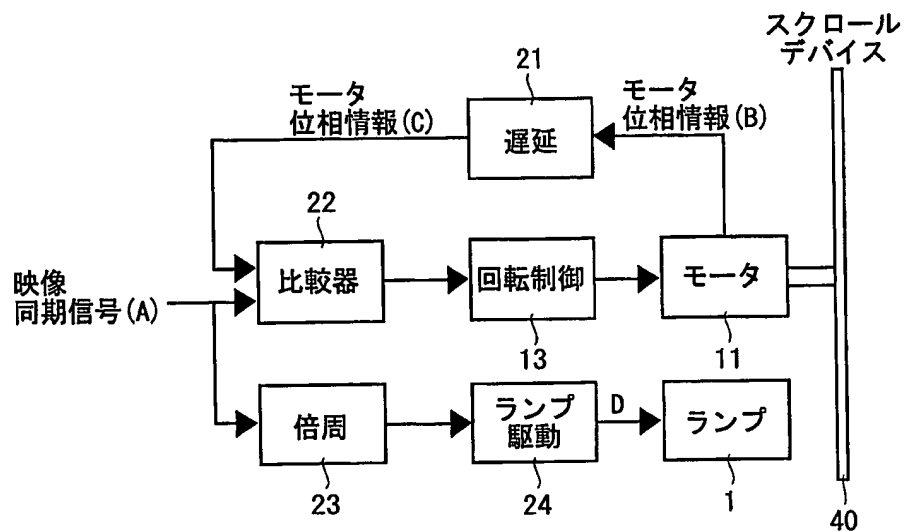 スクロール
デバイス
21
モータ
位相情報(C)
モータ
位相情報(B)
遅延
22
映像
同期信号(A)
比較器
回転制御
モータ
13
11
倍周
ランプ
駆動
D
ランプ
23
24
1
40